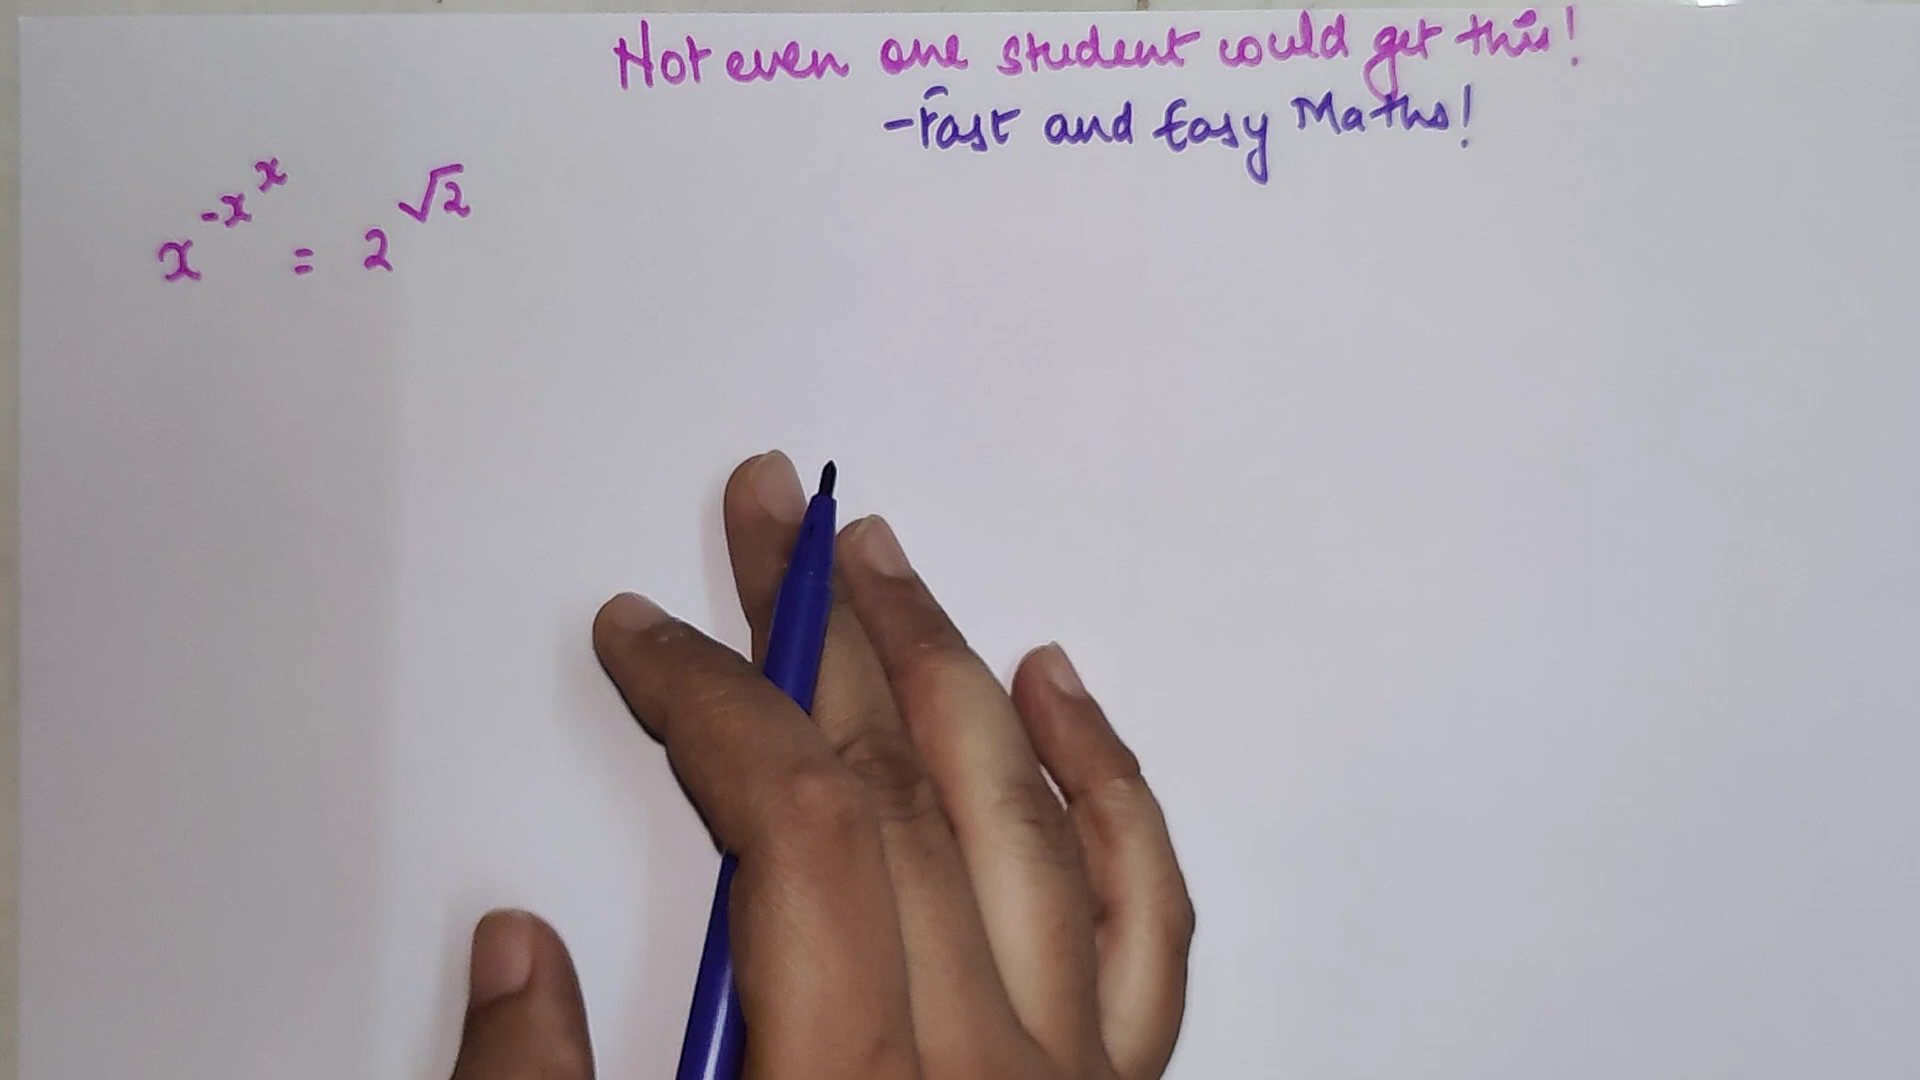 Not even one student could get this!
-Fast and Easy Maths!
x^{-x^{x}} = 2^{√2}